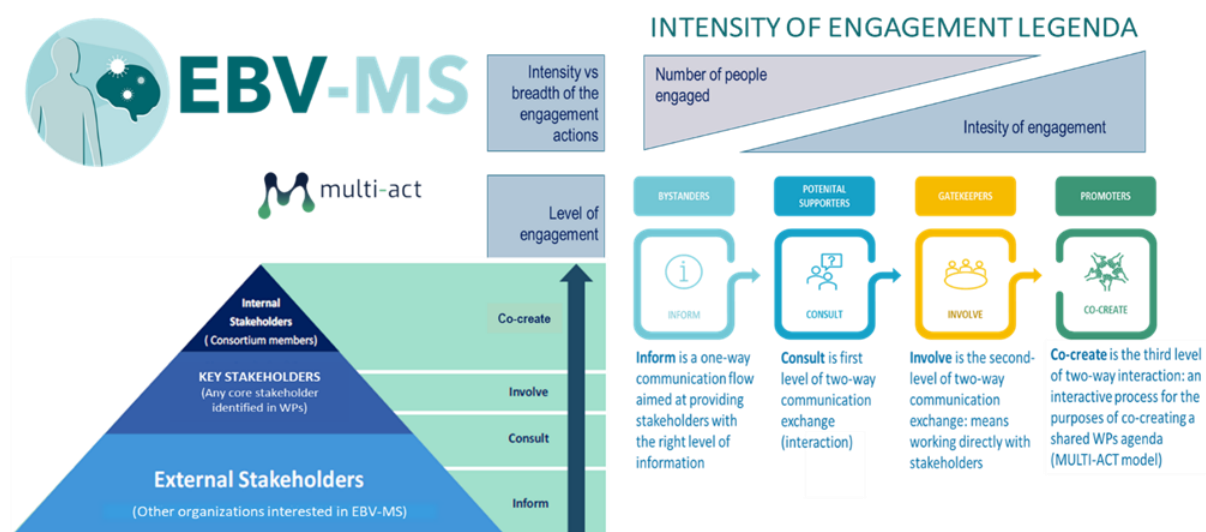 EBV-MS
multi-act
Intensity vs
breadth of the
engagement
actions
Level of
engagement
Internal
Stakeholders
( Consortium members)
KEY STAKEHOLDERS
(Any core stakeholder
identified in WPs)
External Stakeholders
(Other organizations interested in EBV-MS)
Co-create
Involve
Consult
Inform
INTENSITY OF ENGAGEMENT LEGENDA
Number of people
engaged
Intesity of engagement
BYSTANDERS
POTENITAL
SUPPORTERS
GATEKEEPERS
PROMOTERS
INFORM
CONSULT
INVOLVE
CO-CREATE
Inform is a one-way
communication flow
aimed at providing
stakeholders with
the right level of
information
Consult is first
level of two-way
communication
exchange
(interaction)
Involve is the second-
level of two-way
communication
exchange: means
working directly with
stakeholders
Co-create is the third level
of two-way interaction: an
interactive process for the
purposes of co-creating a
shared WPs agenda
(MULTI-ACT model)